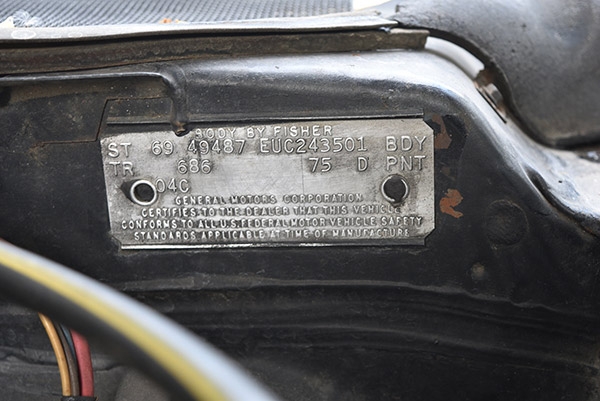 BODY BY FISHER
ST 69 49487 EUC243501 BDY
TR 686 75 D PNT
04C
GENERAL MOTORS CORPORATION
CERTIFIES TO THE DEALER THAT THIS VEHICLE
CONFORMS TO ALL US FEDERAL MOTOR VEHICLE SAFETY
STANDARDS APPLICABLE AT TIME OF MANUFACTURE